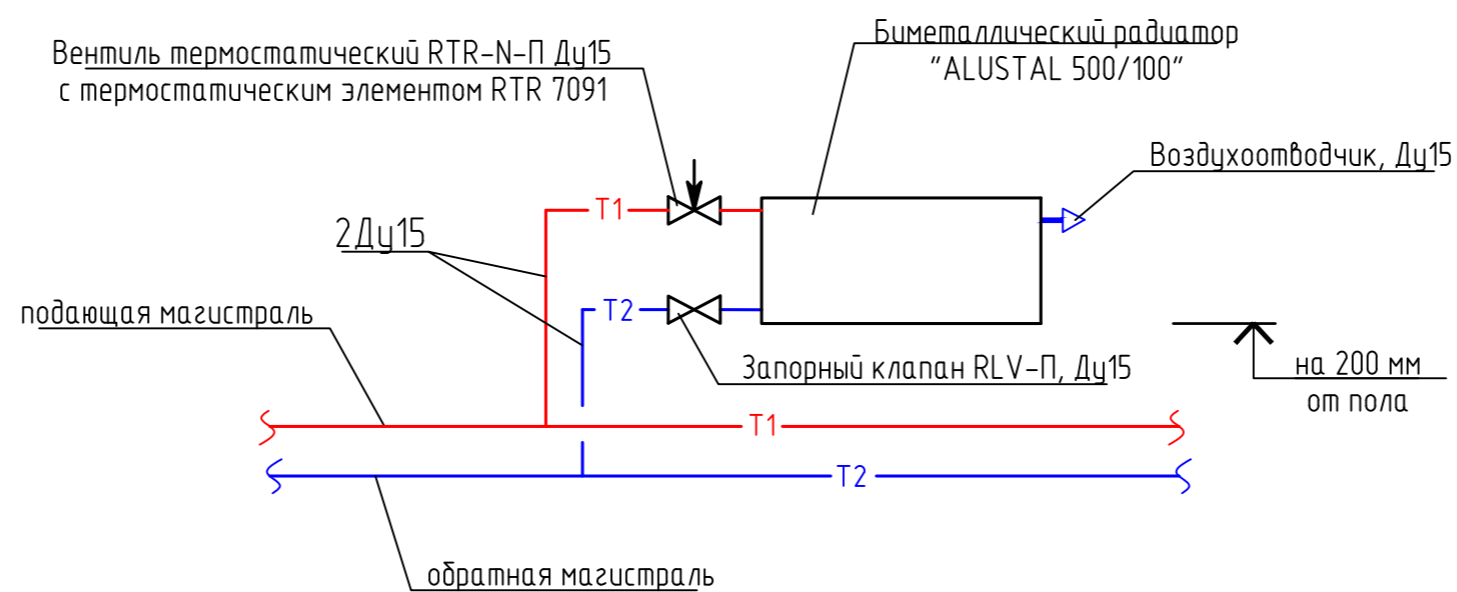 Вентиль термостатический RTR-N-П Ду15
с термостатическим элементом RTR 7091
Биметаллический радиатор
"ALUSTAL 500/100"
Воздухоотводчик, Ду15
T1
2Ду15
T2
подающая магистраль
Запорный клапан RLV-П, Ду15
на 200 мм
от пола
T1
T2
обратная магистраль